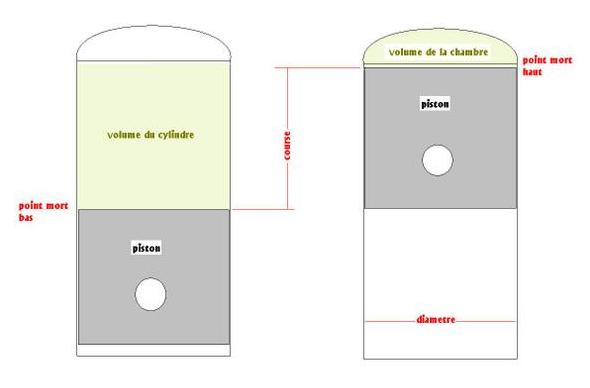 volume du cylindre
point mort
bas
piston
course
volume de la chambre
point mort
haut
piston
diametre